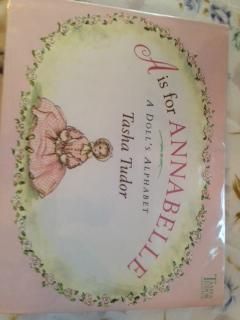 A is for ANNABELLE
A DOLL'S ALPHABET
Tasha Tudor